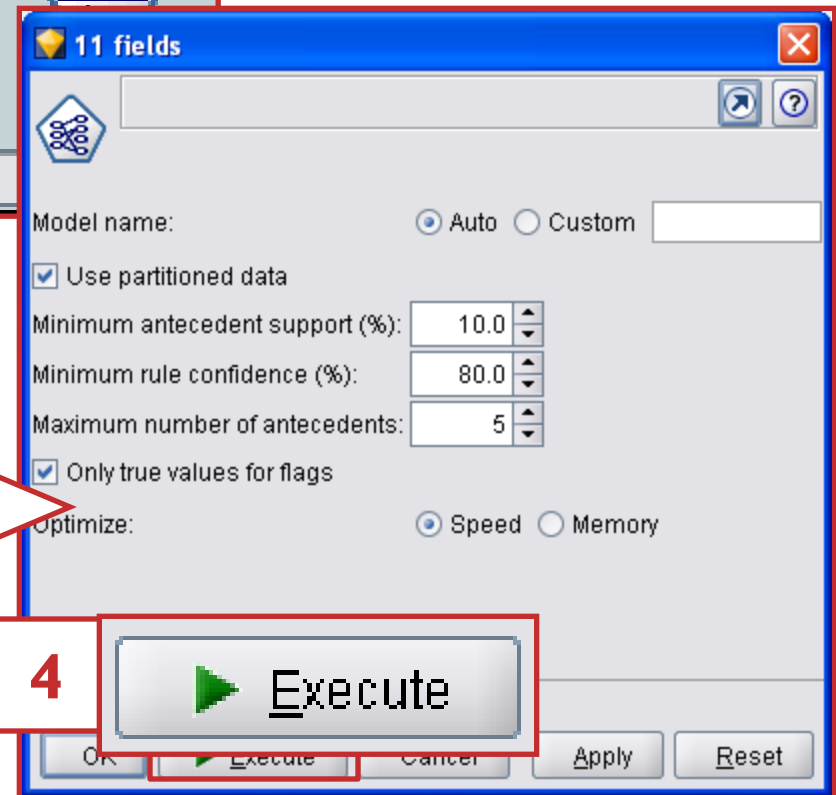 11 fields
Model name: Auto Custom
Use partitioned data
Minimum antecedent support (%): 10.0
Minimum rule confidence (%): 80.0
Maximum number of antecedents: 5
Only true values for flags
Optimize: Speed Memory
4 Execute
OK Execute Cancel Apply Reset